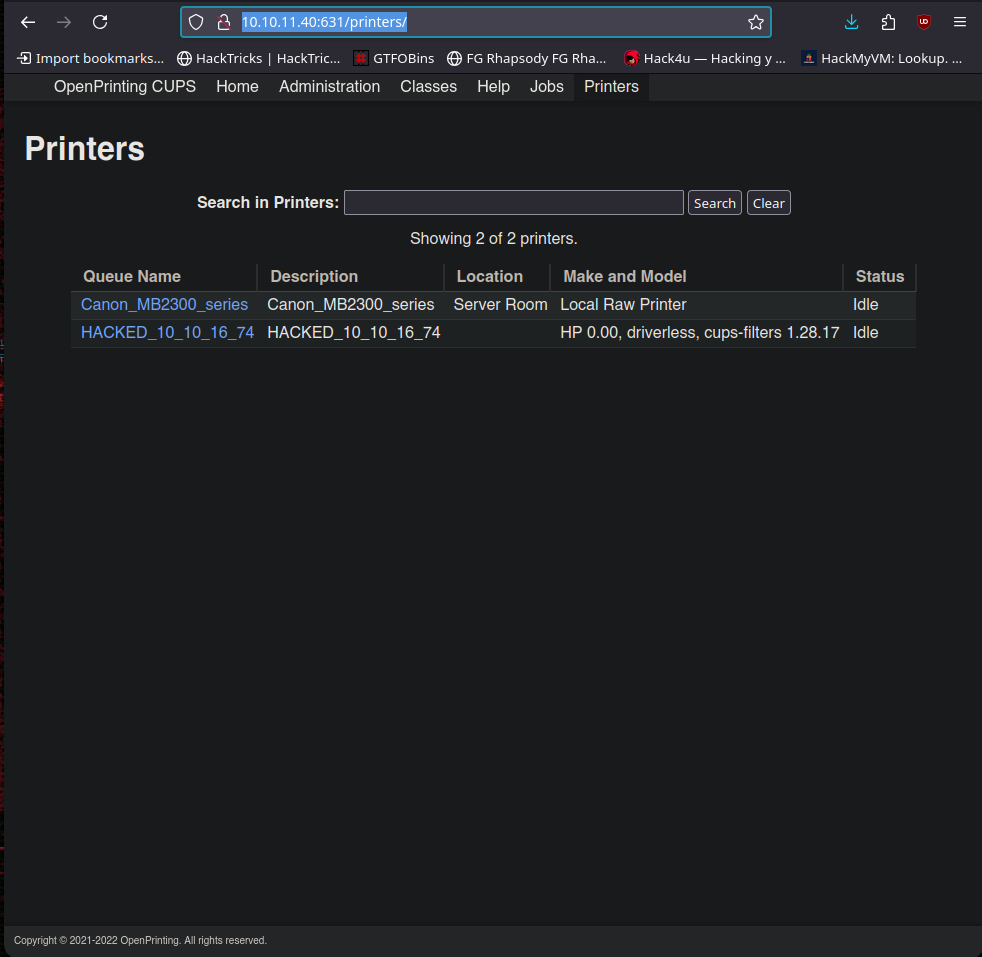 10.10.11.40:631/printers/
Import bookmarks... HackTricks | HackTric... GTFOBins FG Rhapsody FG Rha... Hack4u — Hacking y ... HackMyVM: Lookup. ...
OpenPrinting CUPS Home Administration Classes Help Jobs Printers
Printers
Search in Printers: Search Clear
Showing 2 of 2 printers.
Queue Name Description Location Make and Model Status
Canon_MB2300_series Canon_MB2300_series Server Room Local Raw Printer Idle
HACKED_10_10_16_74 HACKED_10_10_16_74 HP 0.00, driverless, cups-filters 1.28.17 Idle
Copyright © 2021-2022 OpenPrinting. All rights reserved.